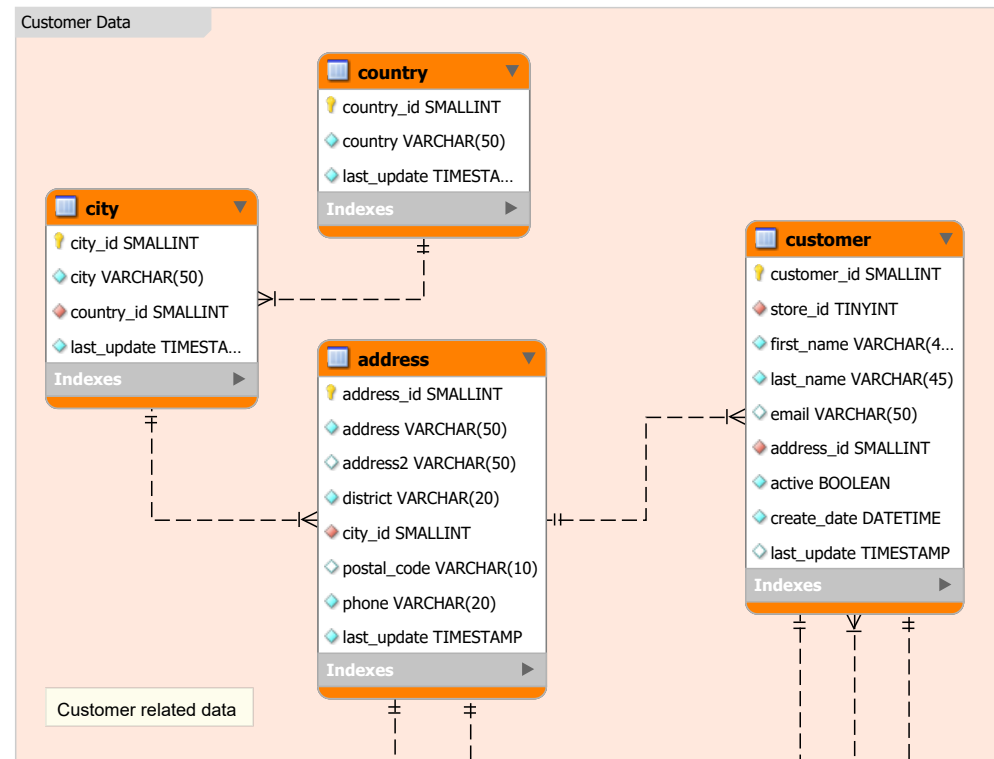 Customer Data
country
country_id SMALLINT
country VARCHAR(50)
last_update TIMESTA...
Indexes
city
city_id SMALLINT
city VARCHAR(50)
country_id SMALLINT
last_update TIMESTA...
Indexes
address
address_id SMALLINT
address VARCHAR(50)
address2 VARCHAR(50)
district VARCHAR(20)
city_id SMALLINT
postal_code VARCHAR(10)
phone VARCHAR(20)
last_update TIMESTAMP
Indexes
customer
customer_id SMALLINT
store_id TINYINT
first_name VARCHAR(4...
last_name VARCHAR(45)
email VARCHAR(50)
address_id SMALLINT
active BOOLEAN
create_date DATETIME
last_update TIMESTAMP
Indexes
Customer related data